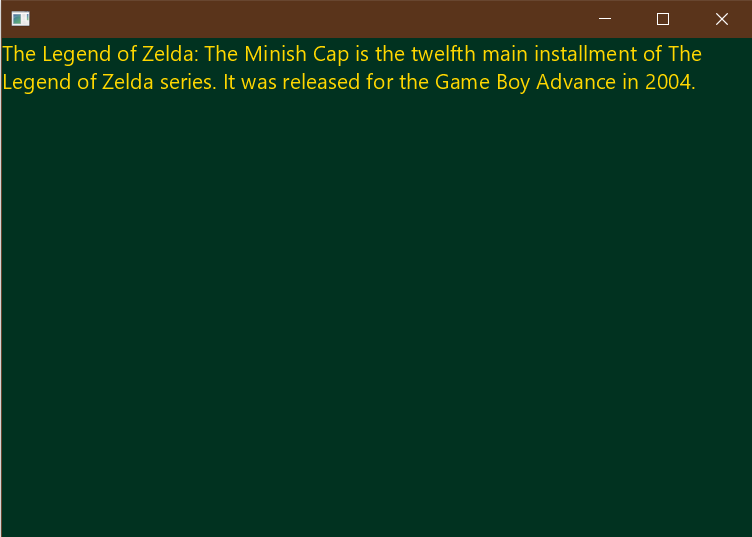 The Legend of Zelda: The Minish Cap is the twelfth main installment of The
Legend of Zelda series. It was released for the Game Boy Advance in 2004.